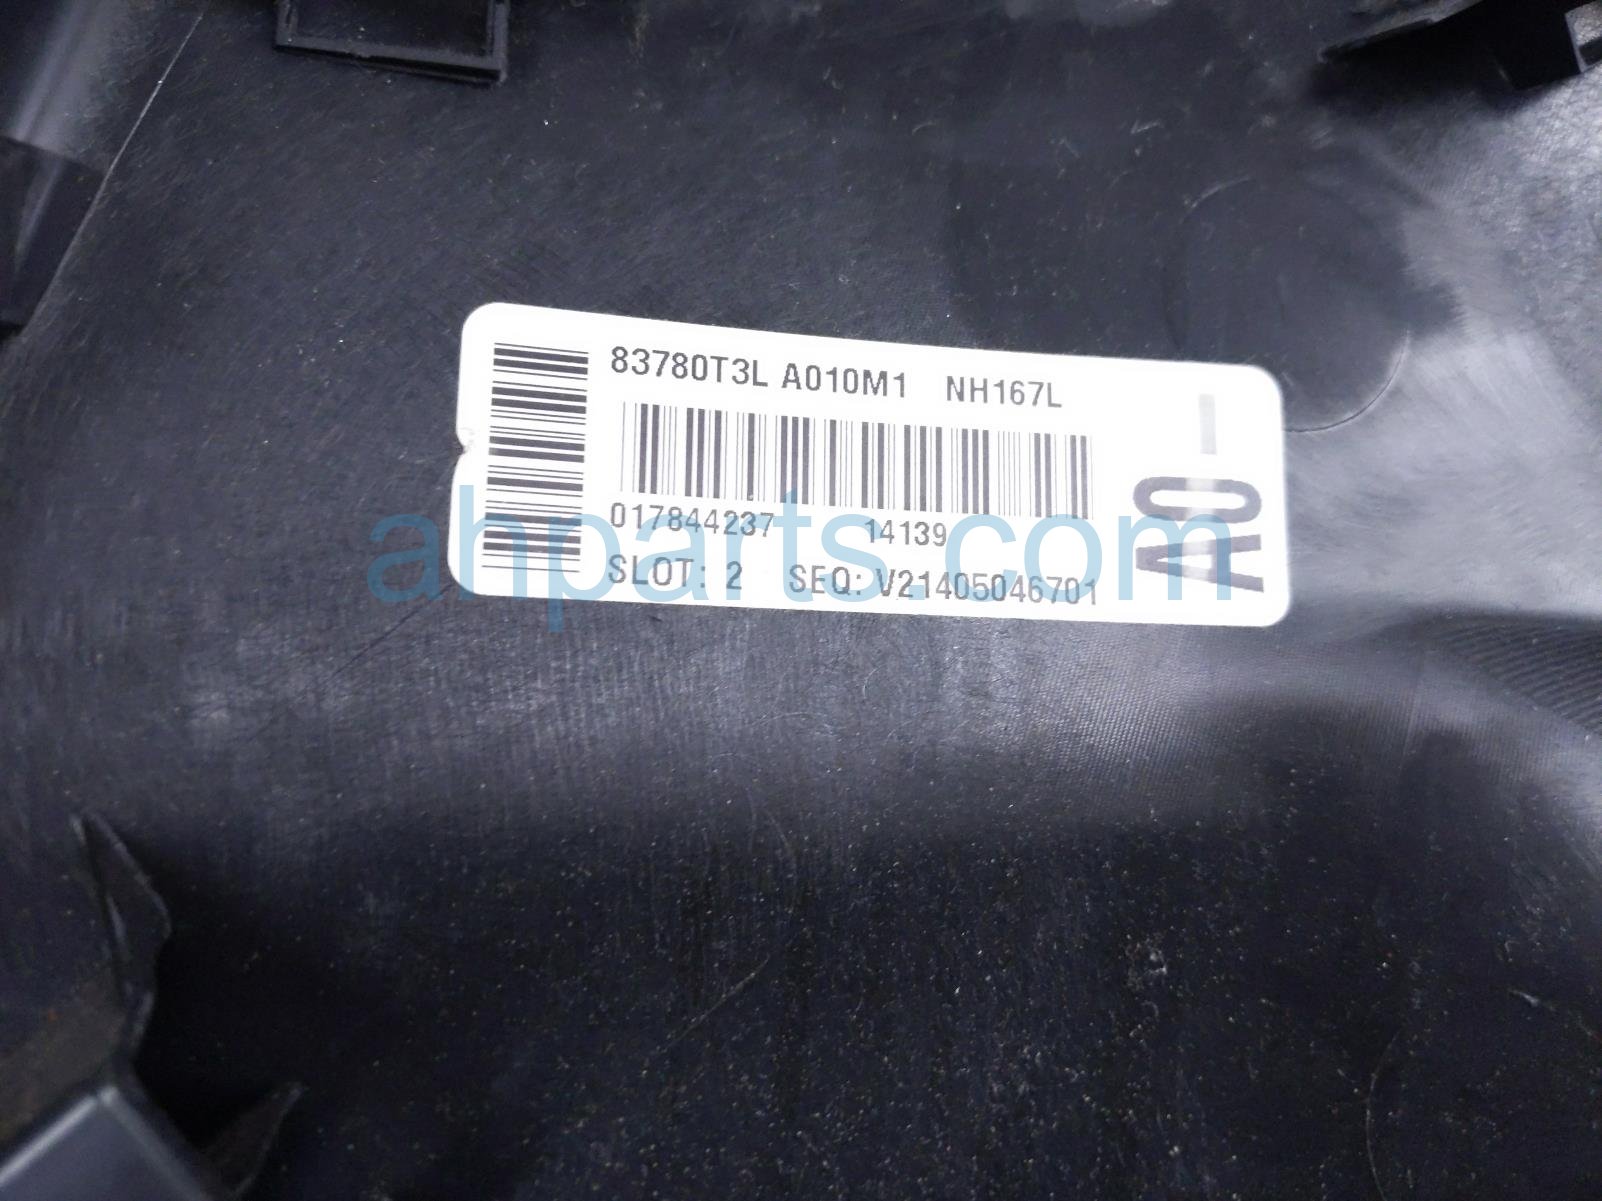 83780T3L A010M1 NH167L
017844237 14139
SLOT: 2 SEQ: V21405046701
A0
ahparts.com